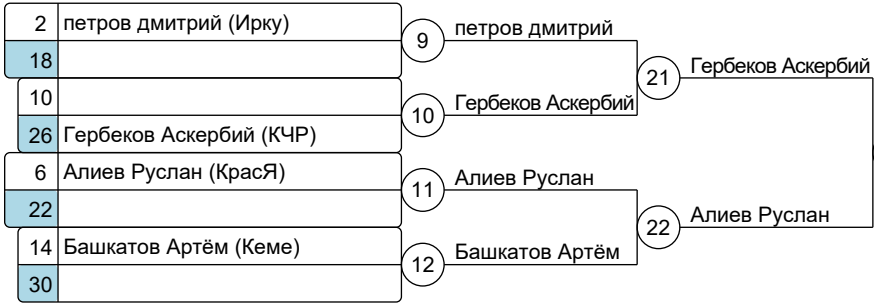 2 петров дмитрий (Ирку)
18
9 петров дмитрий
10
26 Гербеков Аскербий (КЧР)
10 Гербеков Аскербий
21 Гербеков Аскербий
6 Алиев Руслан (КрасЯ)
22
11 Алиев Руслан
14 Башкатов Артём (Кеме)
30
12 Башкатов Артём
22 Алиев Руслан